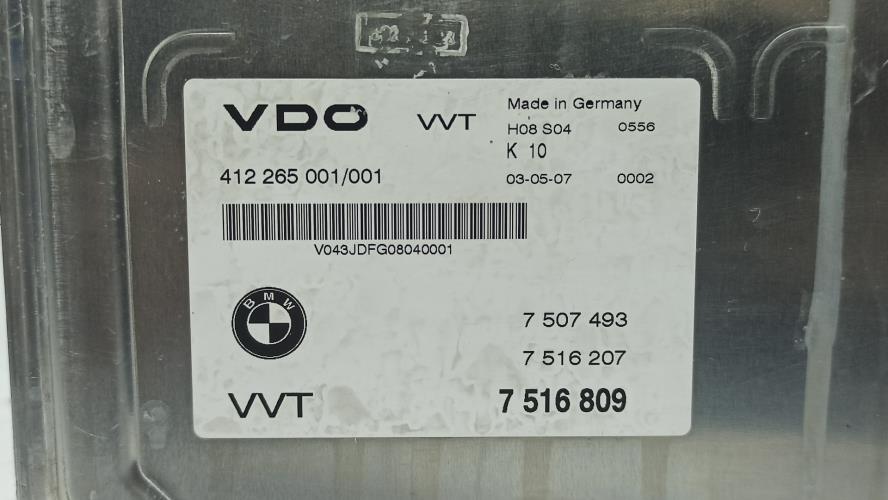 VDO VVT Made in Germany
H08 S04 0556
K 10
412 265 001/001 03-05-07 0002
V043JDFG08040001
BMW
7 507 493
7 516 207
VVT 7 516 809